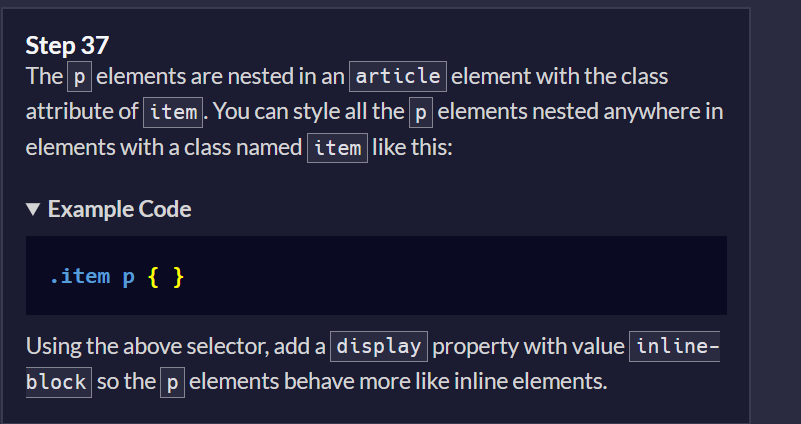 Step 37
The p elements are nested in an article element with the class
attribute of item. You can style all the p elements nested anywhere in
elements with a class named item like this:
▼ Example Code
.item p { }
Using the above selector, add a display property with value inline-
block so the p elements behave more like inline elements.